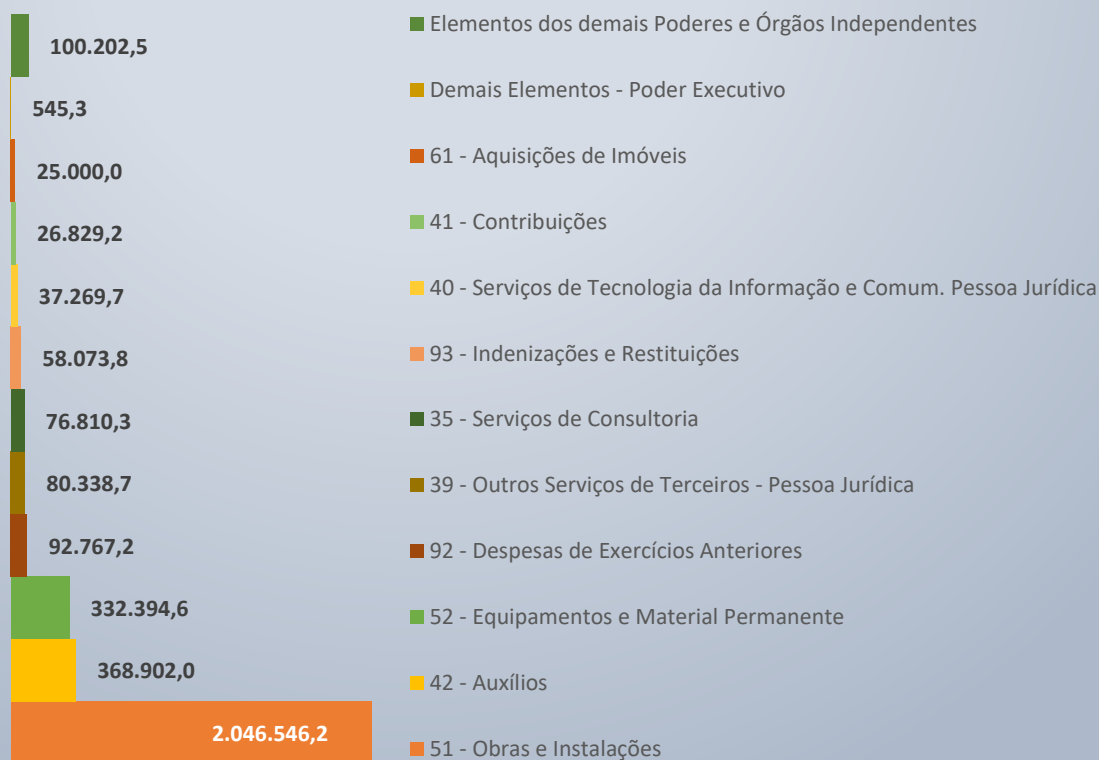 100.202,5
Elementos dos demais Poderes e Órgãos Independentes
545,3
Demais Elementos - Poder Executivo
25.000,0
61 - Aquisições de Imóveis
26.829,2
41 - Contribuições
37.269,7
40 - Serviços de Tecnologia da Informação e Comum. Pessoa Jurídica
58.073,8
93 - Indenizações e Restituições
76.810,3
35 - Serviços de Consultoria
80.338,7
39 - Outros Serviços de Terceiros - Pessoa Jurídica
92.767,2
92 - Despesas de Exercícios Anteriores
332.394,6
52 - Equipamentos e Material Permanente
368.902,0
42 - Auxílios
2.046.546,2
51 - Obras e Instalações